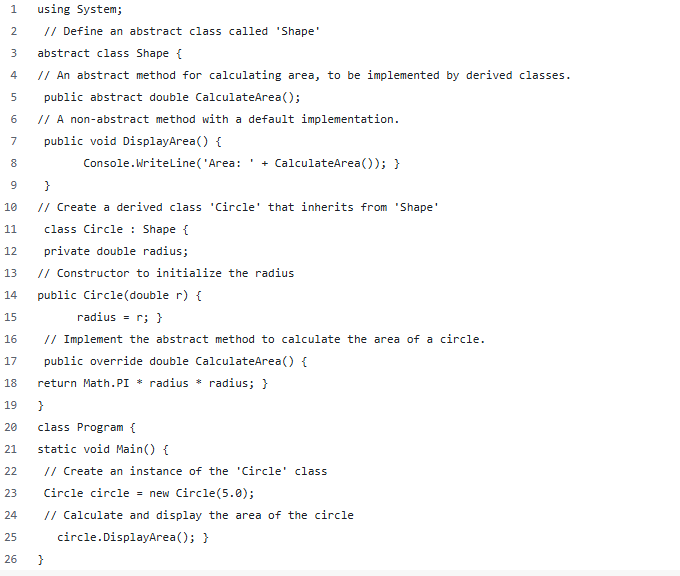 1 using System;
2 // Define an abstract class called 'Shape'
3 abstract class Shape {
4 // An abstract method for calculating area, to be implemented by derived classes.
5 public abstract double CalculateArea();
6 // A non-abstract method with a default implementation.
7 public void DisplayArea() {
8 Console.WriteLine('Area: ' + CalculateArea()); }
9 }
10 // Create a derived class 'Circle' that inherits from 'Shape'
11 class Circle : Shape {
12 private double radius;
13 // Constructor to initialize the radius
14 public Circle(double r) {
15 radius = r; }
16 // Implement the abstract method to calculate the area of a circle.
17 public override double CalculateArea() {
18 return Math.PI * radius * radius; }
19 }
20 class Program {
21 static void Main() {
22 // Create an instance of the 'Circle' class
23 Circle circle = new Circle(5.0);
24 // Calculate and display the area of the circle
25 circle.DisplayArea(); }
26 }